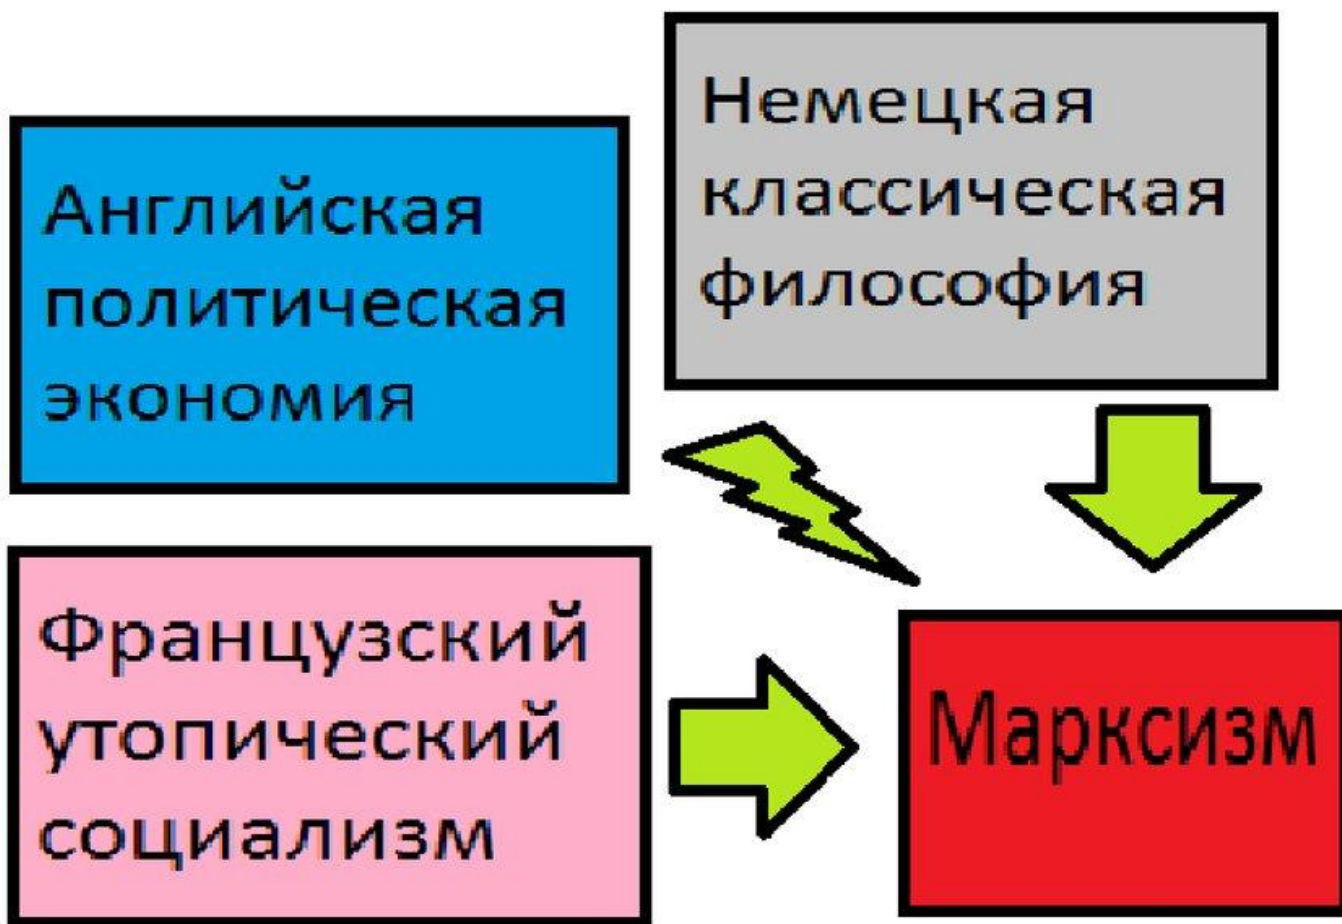 Немецкая
классическая
философия
Английская
политическая
экономия
Французский
утопический
социализм
Марксизм